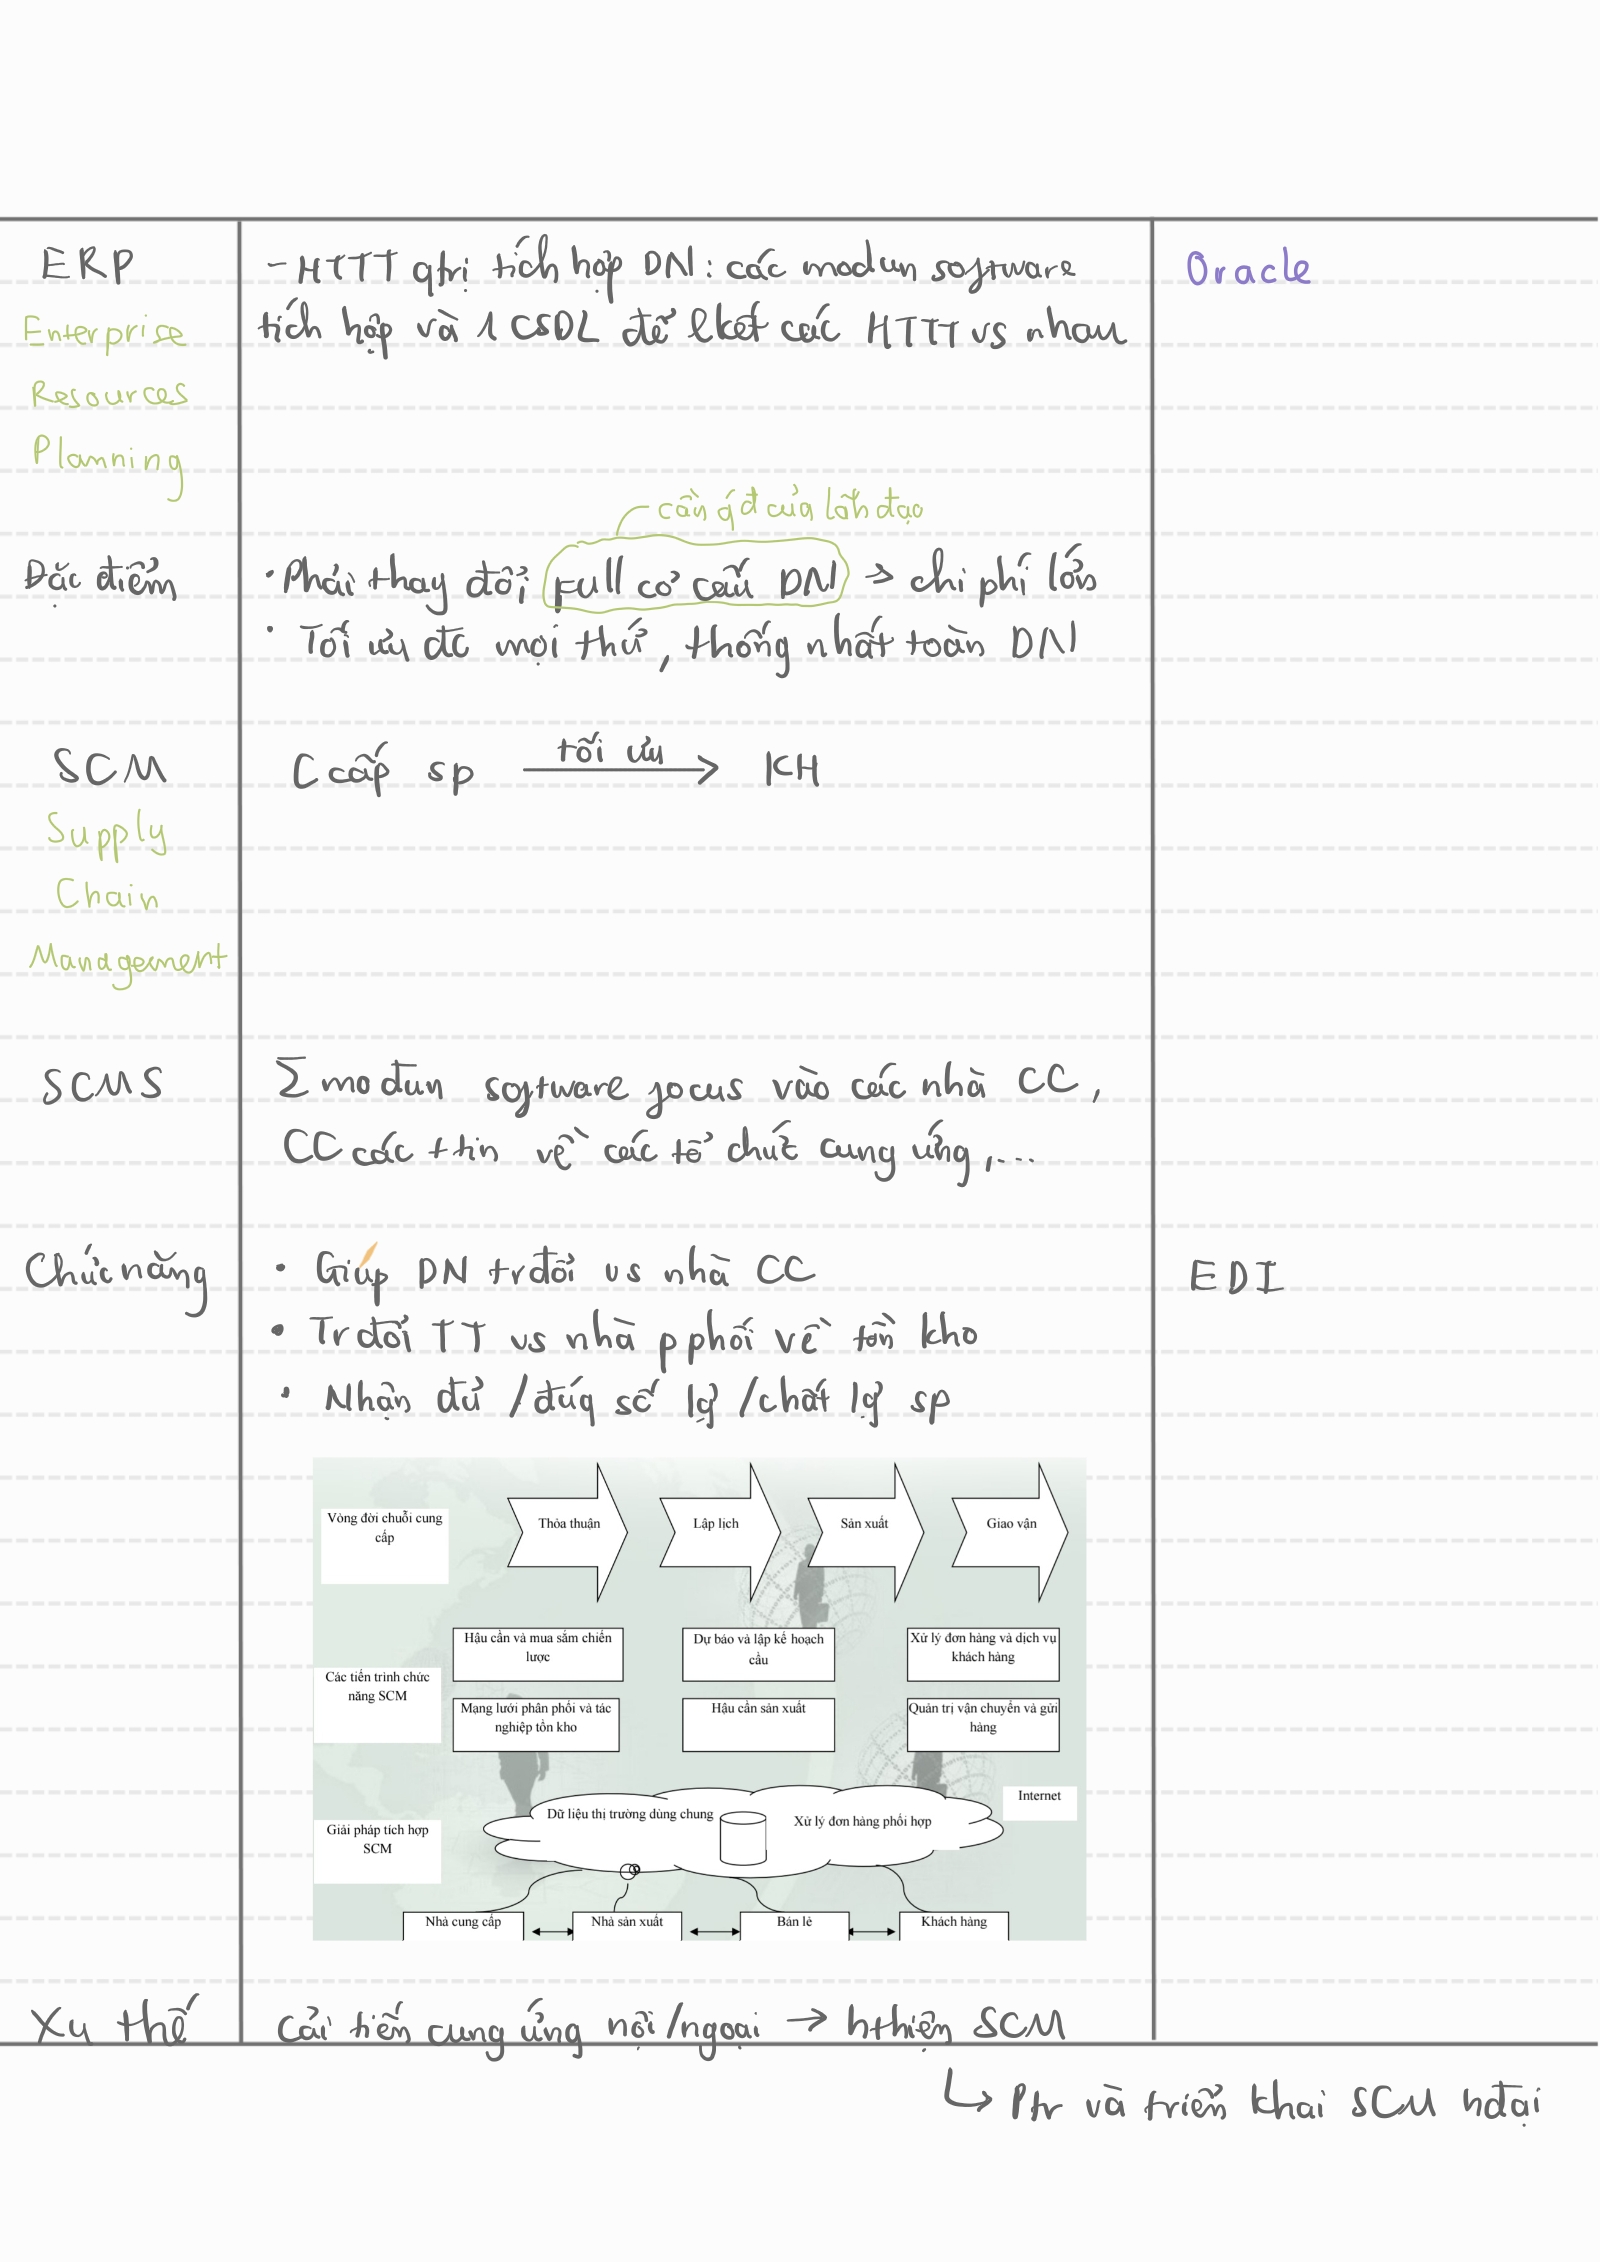 ERP
Enterprise
Resources
Planning
- HTTT qtrị tích hợp DN: các modun software
tích hợp và 1 CSDL để lkết các HTTT vs nhau
Oracle
cần qđ của lãnh đạo
Đặc điểm
• Phải thay đổi full cơ cấu DN → chi phí lớn
• Tối ưu đc mọi thứ, thống nhất toàn DN
SCM
Supply
Chain
Management
C cấp sp tối ưu → KH
SCMS
Σ mođun software focus vào các nhà CC,
CC các ttin về các tổ chức cung ứng,...
Chức năng
• Giúp DN trđổi vs nhà CC
• Trđổi TT vs nhà pphối về tồn kho
• Nhận đủ /đúg số lg /chất lg sp
EDI
Vòng đời chuỗi cung
cấp
Thỏa thuận
Lập lịch
Sản xuất
Giao vận
Các tiến trình chức
năng SCM
Hậu cần và mua sắm chiến
lược
Dự báo và lập kế hoạch
cầu
Xử lý đơn hàng và dịch vụ
khách hàng
Mạng lưới phân phối và tác
nghiệp tồn kho
Hậu cần sản xuất
Quản trị vận chuyển và gửi
hàng
Giải pháp tích hợp
SCM
Dữ liệu thị trường dùng chung
Xử lý đơn hàng phối hợp
Internet
Nhà cung cấp
Nhà sản xuất
Bán lẻ
Khách hàng
Xu thế
Cải tiến cung ứng nội/ngoại → hthiện SCM
↳ Ptr và triển khai SCM hđại